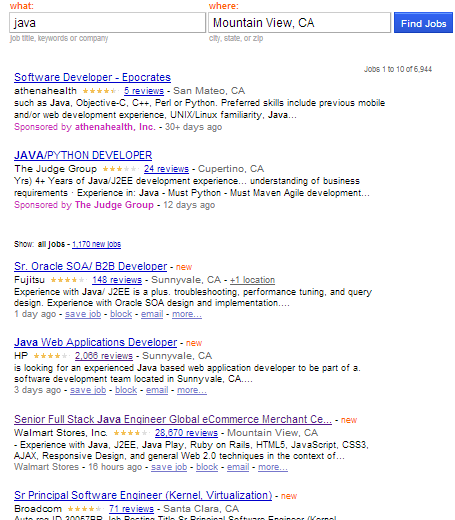 what:
where:
java
Mountain View, CA
Find Jobs
job title, keywords or company
city, state, or zip
Jobs 1 to 10 of 6,944
Software Developer - Epocrates
athenahealth 5 reviews - San Mateo, CA
such as Java, Objective-C, C++, Perl or Python. Preferred skills include previous mobile
and/or web development experience, UNIX/Linux familiarity, Java...
Sponsored by athenahealth, Inc. - 30+ days ago
JAVA/PYTHON DEVELOPER
The Judge Group 24 reviews - Cupertino, CA
Yrs) 4+ Years of Java/J2EE development experience... understanding of business
requirements · Experience in: Java - Must Python - Must Maven Agile development...
Sponsored by The Judge Group - 12 days ago
Show: all jobs - 1,170 new jobs
Sr. Oracle SOA/ B2B Developer - new
Fujitsu 148 reviews - Sunnyvale, CA - +1 location
Experience with Java/ J2EE is a plus. troubleshooting, performance tuning, and query
design. Experience with Oracle SOA design and implementation....
1 day ago - save job - block - email - more...
Java Web Applications Developer - new
HP 2,066 reviews - Sunnyvale, CA
is looking for an experienced Java based web application developer to be part of a.
software development team located in Sunnyvale, CA....
3 days ago - save job - block - email - more...
Senior Full Stack Java Engineer Global eCommerce Merchant Ce... - new
Walmart Stores, Inc. 28,670 reviews - Mountain View, CA
- Experience with Java, J2EE, Java Play, Ruby on Rails, HTML5, JavaScript, CSS3,
AJAX, Responsive Design, and general Web 2.0 techniques in the context of...
Walmart Stores - 16 hours ago - save job - block - email - more...
Sr Principal Software Engineer (Kernel, Virtualization) - new
Broadcom 71 reviews - Santa Clara, CA